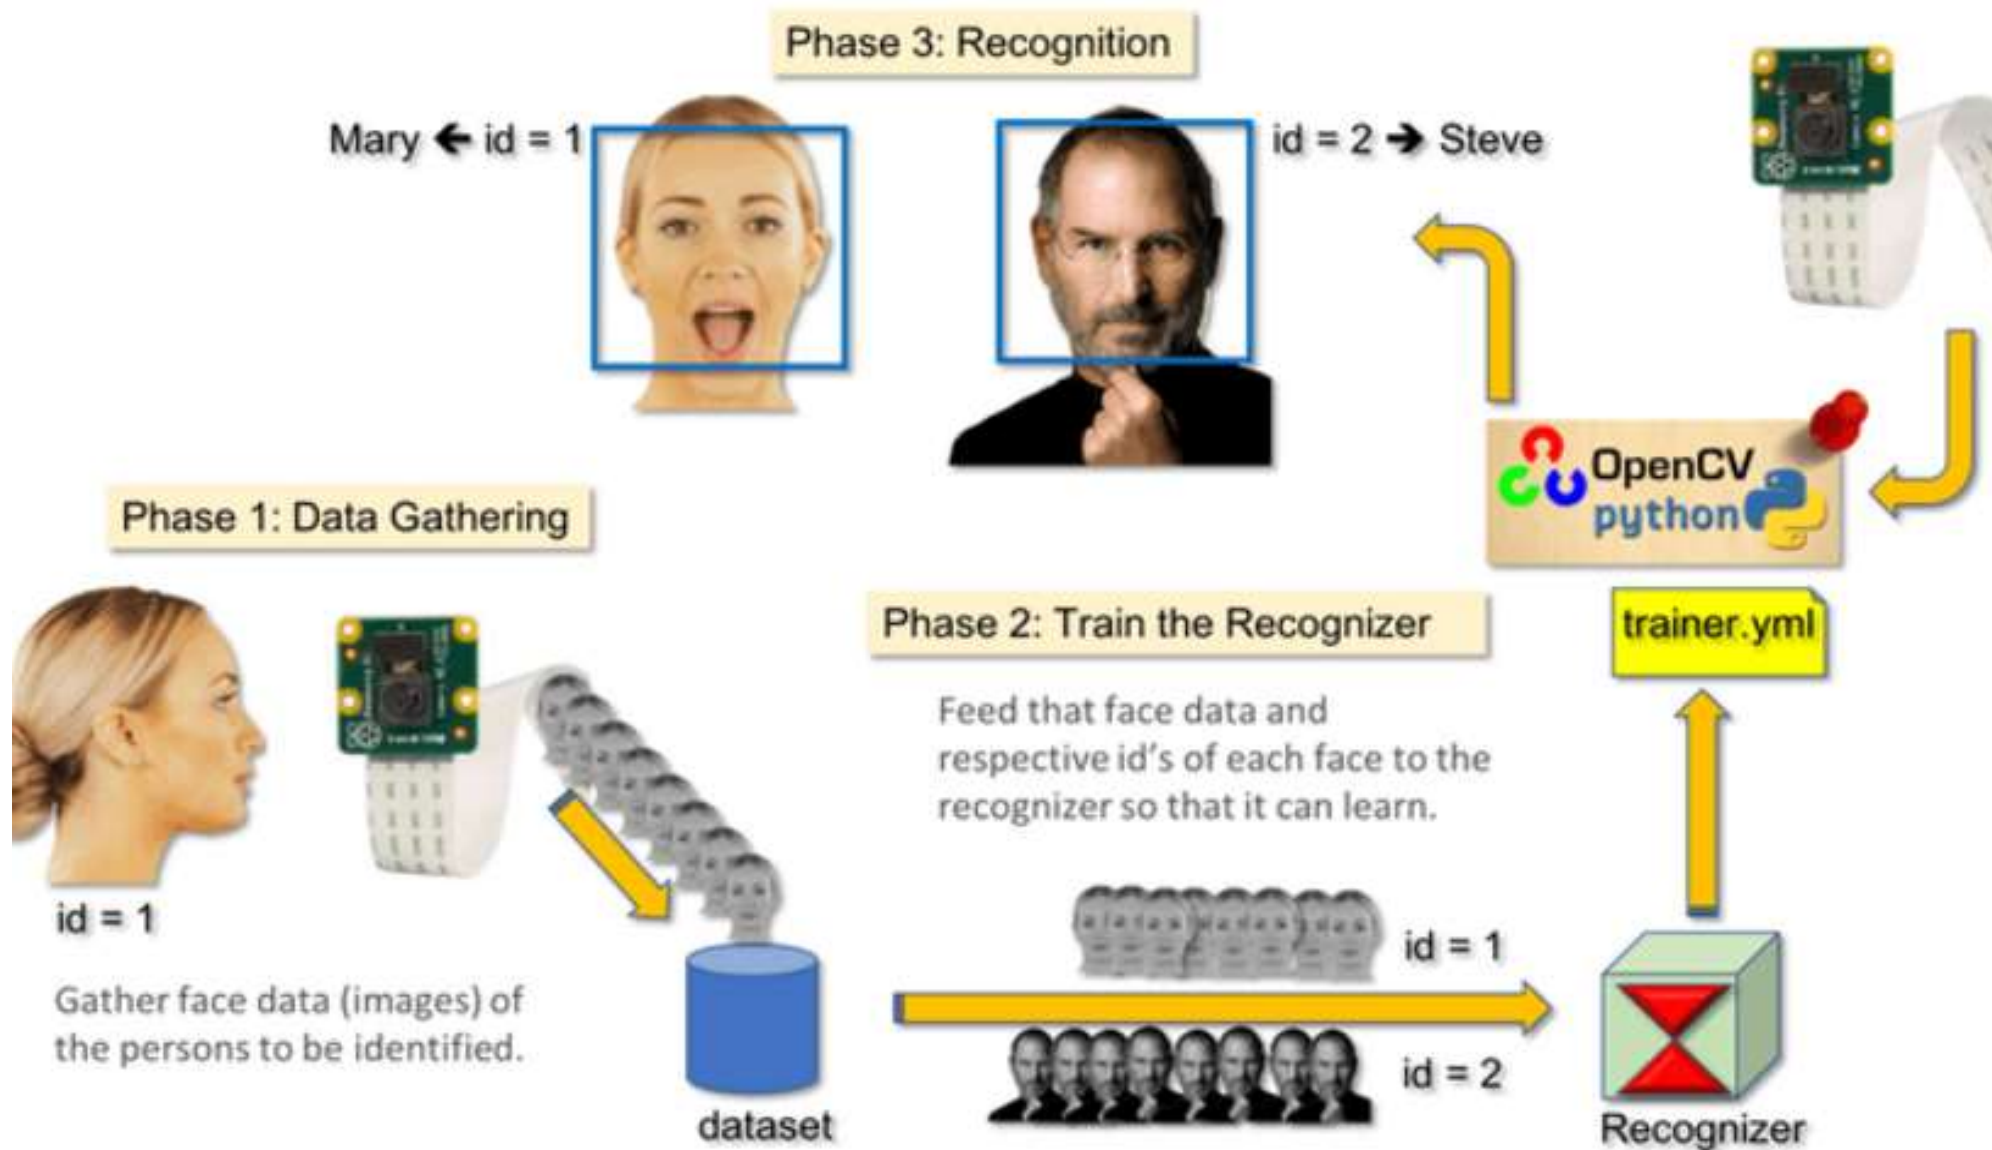 Phase 3: Recognition
Mary ← id = 1
id = 2 → Steve
OpenCV
python
Phase 1: Data Gathering
Phase 2: Train the Recognizer
trainer.yml
Feed that face data and
respective id's of each face to the
recognizer so that it can learn.
id = 1
Gather face data (images) of
the persons to be identified.
dataset
id = 1
id = 2
Recognizer